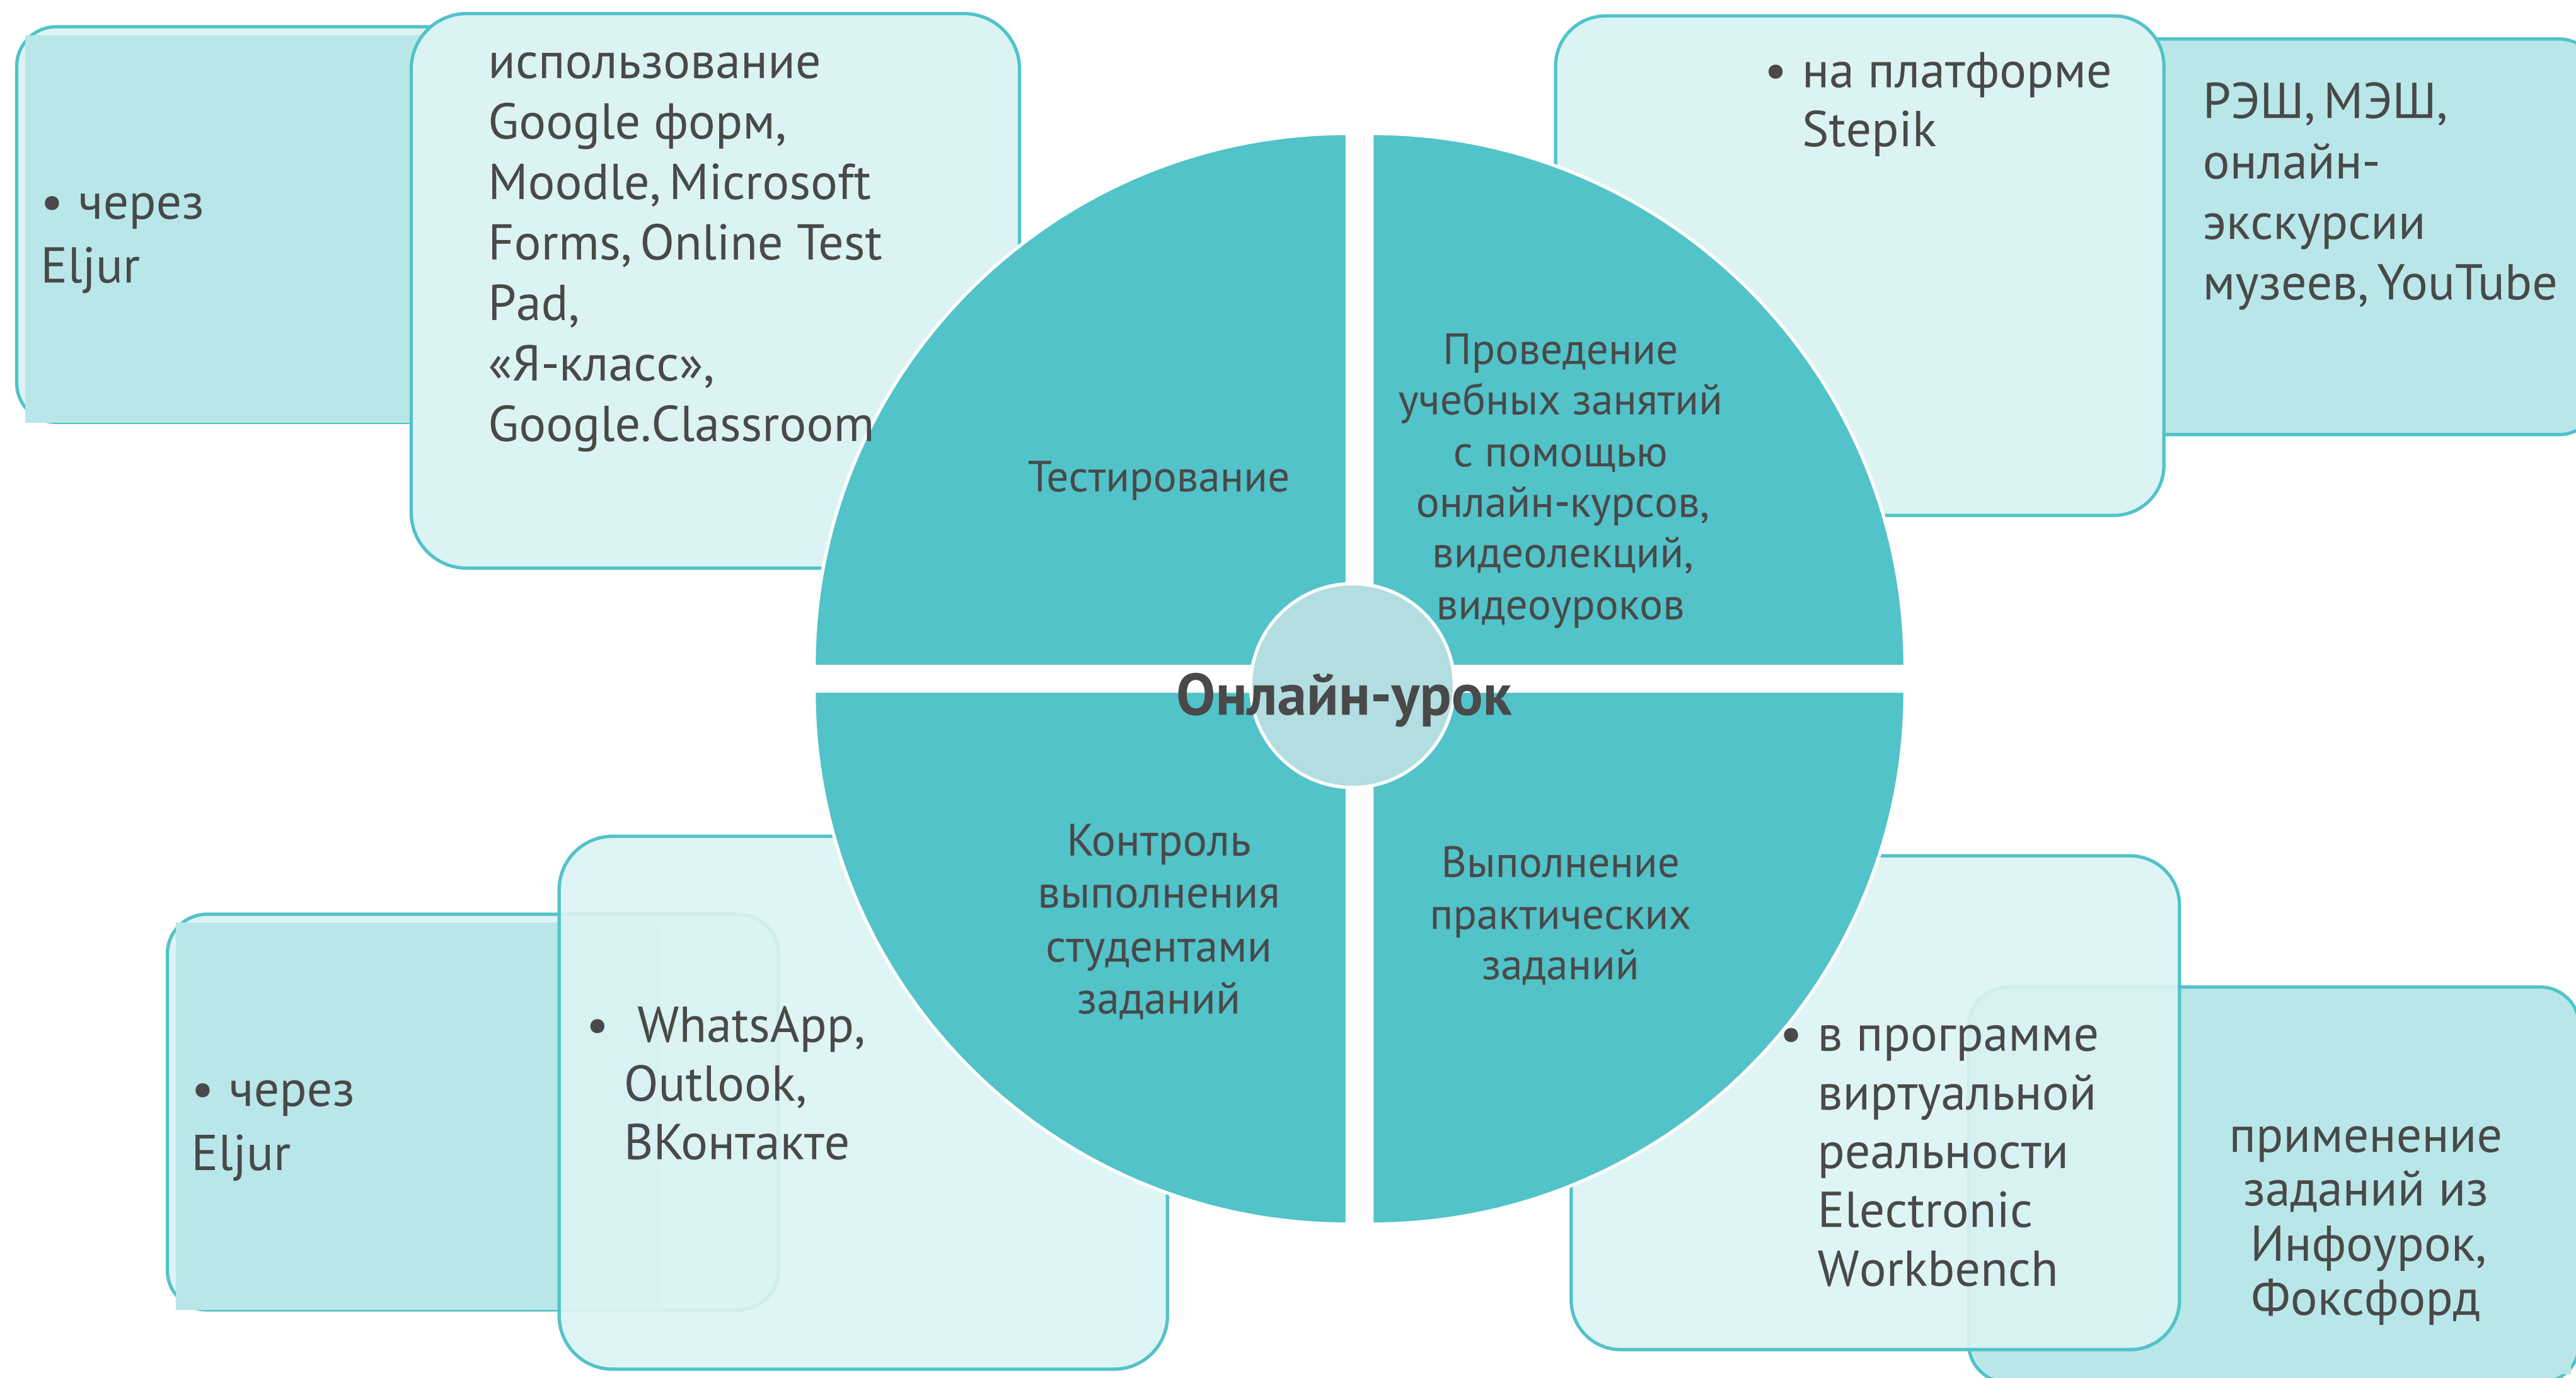 • через
Eljur
использование
Google форм,
Moodle, Microsoft
Forms, Online Test
Pad,
«Я-класс»,
Google.Classroom
• на платформе
Stepik
РЭШ, МЭШ,
онлайн-
экскурсии
музеев, YouTube
Тестирование
Проведение
учебных занятий
с помощью
онлайн-курсов,
видеолекций,
видеоуроков
Онлайн-урок
Контроль
выполнения
студентами
заданий
Выполнение
практических
заданий
• через
Eljur
• WhatsApp,
Outlook,
ВКонтакте
• в программе
виртуальной
реальности
Electronic
Workbench
применение
заданий из
Инфоурок,
Фоксфорд